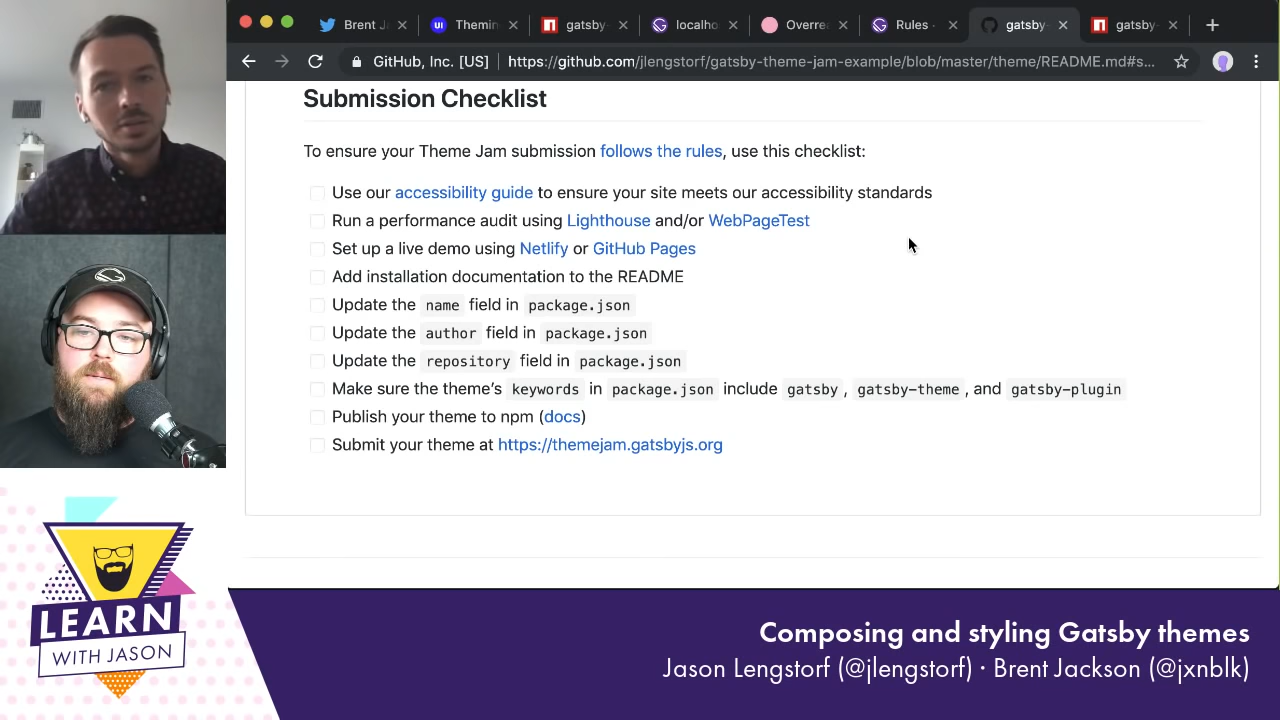 Brent J
Themin
gatsby-
localho
Overrea
Rules -
gatsby-
gatsby-
GitHub, Inc. [US]
https://github.com/jlengstorf/gatsby-theme-jam-example/blob/master/theme/README.md#s...
Submission Checklist
To ensure your Theme Jam submission follows the rules, use this checklist:
Use our accessibility guide to ensure your site meets our accessibility standards
Run a performance audit using Lighthouse and/or WebPageTest
Set up a live demo using Netlify or GitHub Pages
Add installation documentation to the README
Update the name field in package.json
Update the author field in package.json
Update the repository field in package.json
Make sure the theme's keywords in package.json include gatsby, gatsby-theme, and gatsby-plugin
Publish your theme to npm (docs)
Submit your theme at https://themejam.gatsbyjs.org
LEARN
WITH JASON
Composing and styling Gatsby themes
Jason Lengstorf (@jlengstorf) · Brent Jackson (@jxnblk)